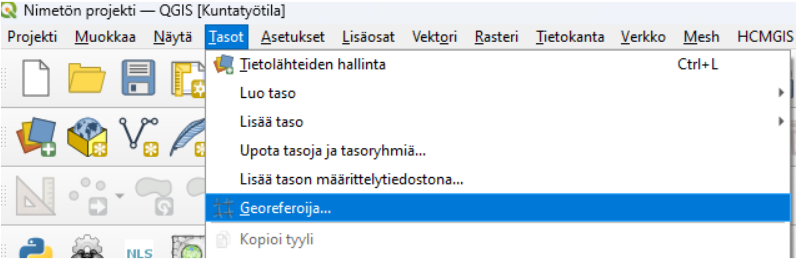 Nimetön projekti — QGIS [Kuntatyötila]
Projekti Muokkaa Näytä Tasot Asetukset Lisäosat Vektori Rasteri Tietokanta Verkko Mesh HCMGIS
Tietolähteiden hallinta Ctrl+L
Luo taso
Lisää taso
Upota tasoja ja tasoryhmiä...
Lisää tason määrittelytiedostona...
Georeferoija...
Kopioi tyyli
NLS